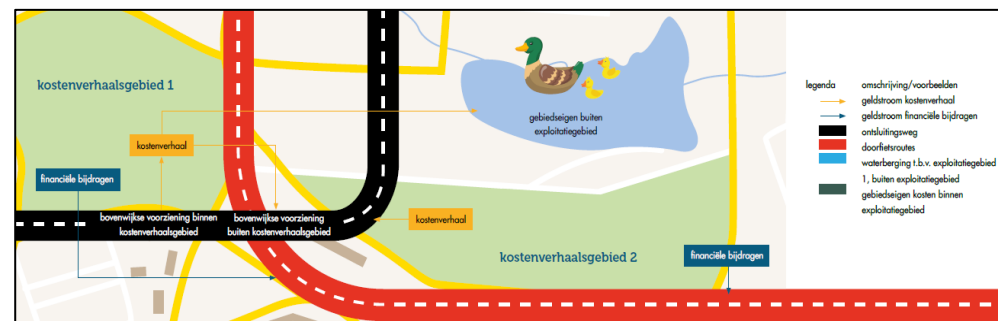 kostenverhaalsgebied 1
gebiedseigen buiten
exploitatiegebied
kostenverhaal
financiële bijdragen
bovenwijkse voorziening binnen
kostenverhaalsgebied
bovenwijkse voorziening
buiten kostenverhaalsgebied
kostenverhaal
kostenverhaalsgebied 2
financiële bijdragen
legenda omschrijving/voorbeelden
geldstroom kostenverhaal
geldstroom financiële bijdragen
ontsluitingsweg
doorfietsroutes
waterberging t.b.v. exploitatiegebied
1, buiten exploitatiegebied
gebiedseigen kosten binnen
exploitatiegebied